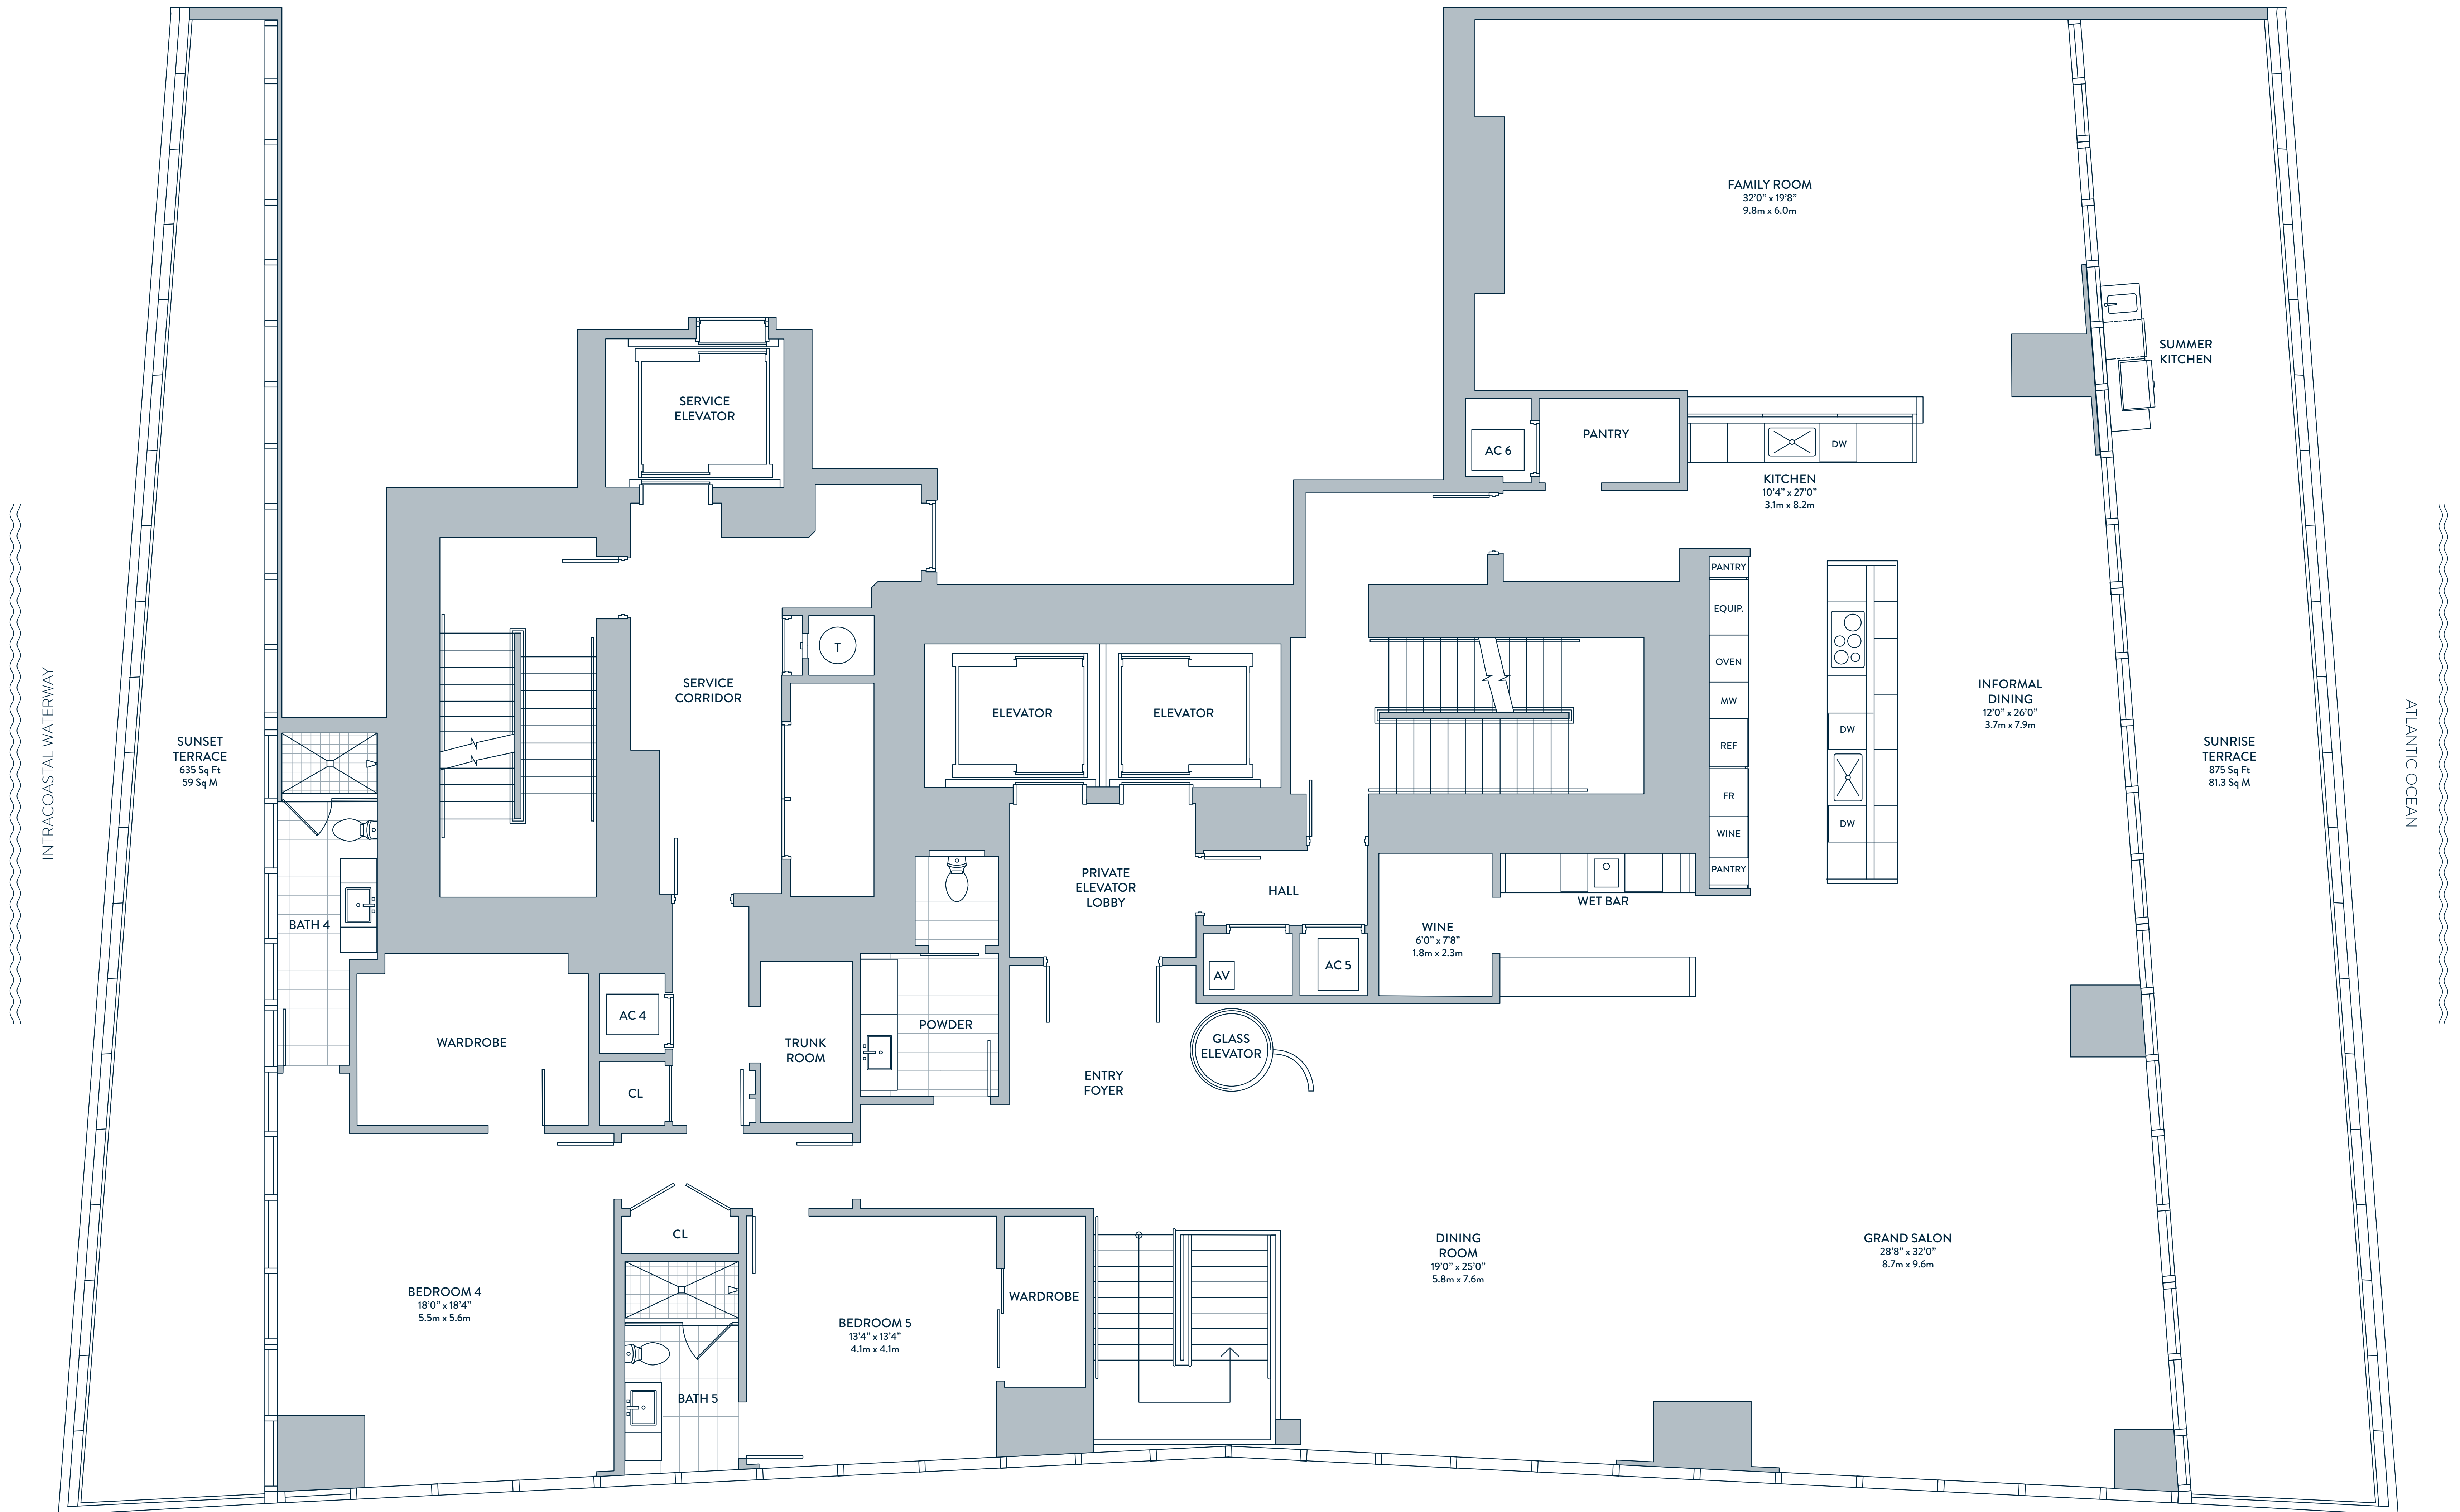 FAMILY ROOM
32'0" x 19'8"
9.8m x 6.0m
SUMMER
KITCHEN
SERVICE
ELEVATOR
AC 6
PANTRY
DW
KITCHEN
10'4" x 27'0"
3.1m x 8.2m
PANTRY
EQUIP.
OVEN
MW
REF
FR
WINE
PANTRY
DW
DW
INFORMAL
DINING
12'0" x 26'0"
3.7m x 7.9m
SUNRISE
TERRACE
875 Sq Ft
81.3 Sq M
ATLANTIC OCEAN
INTRACOASTAL WATERWAY
SUNSET
TERRACE
635 Sq Ft
59 Sq M
T
SERVICE
CORRIDOR
ELEVATOR
ELEVATOR
PRIVATE
ELEVATOR
LOBBY
HALL
WET BAR
WINE
6'0" x 7'8"
1.8m x 2.3m
AV
AC 5
BATH 4
WARDROBE
AC 4
CL
TRUNK
ROOM
POWDER
GLASS
ELEVATOR
ENTRY
FOYER
CL
BEDROOM 4
18'0" x 18'4"
5.5m x 5.6m
BATH 5
BEDROOM 5
13'4" x 13'4"
4.1m x 4.1m
WARDROBE
DINING
ROOM
19'0" x 25'0"
5.8m x 7.6m
GRAND SALON
28'8" x 32'0"
8.7m x 9.6m